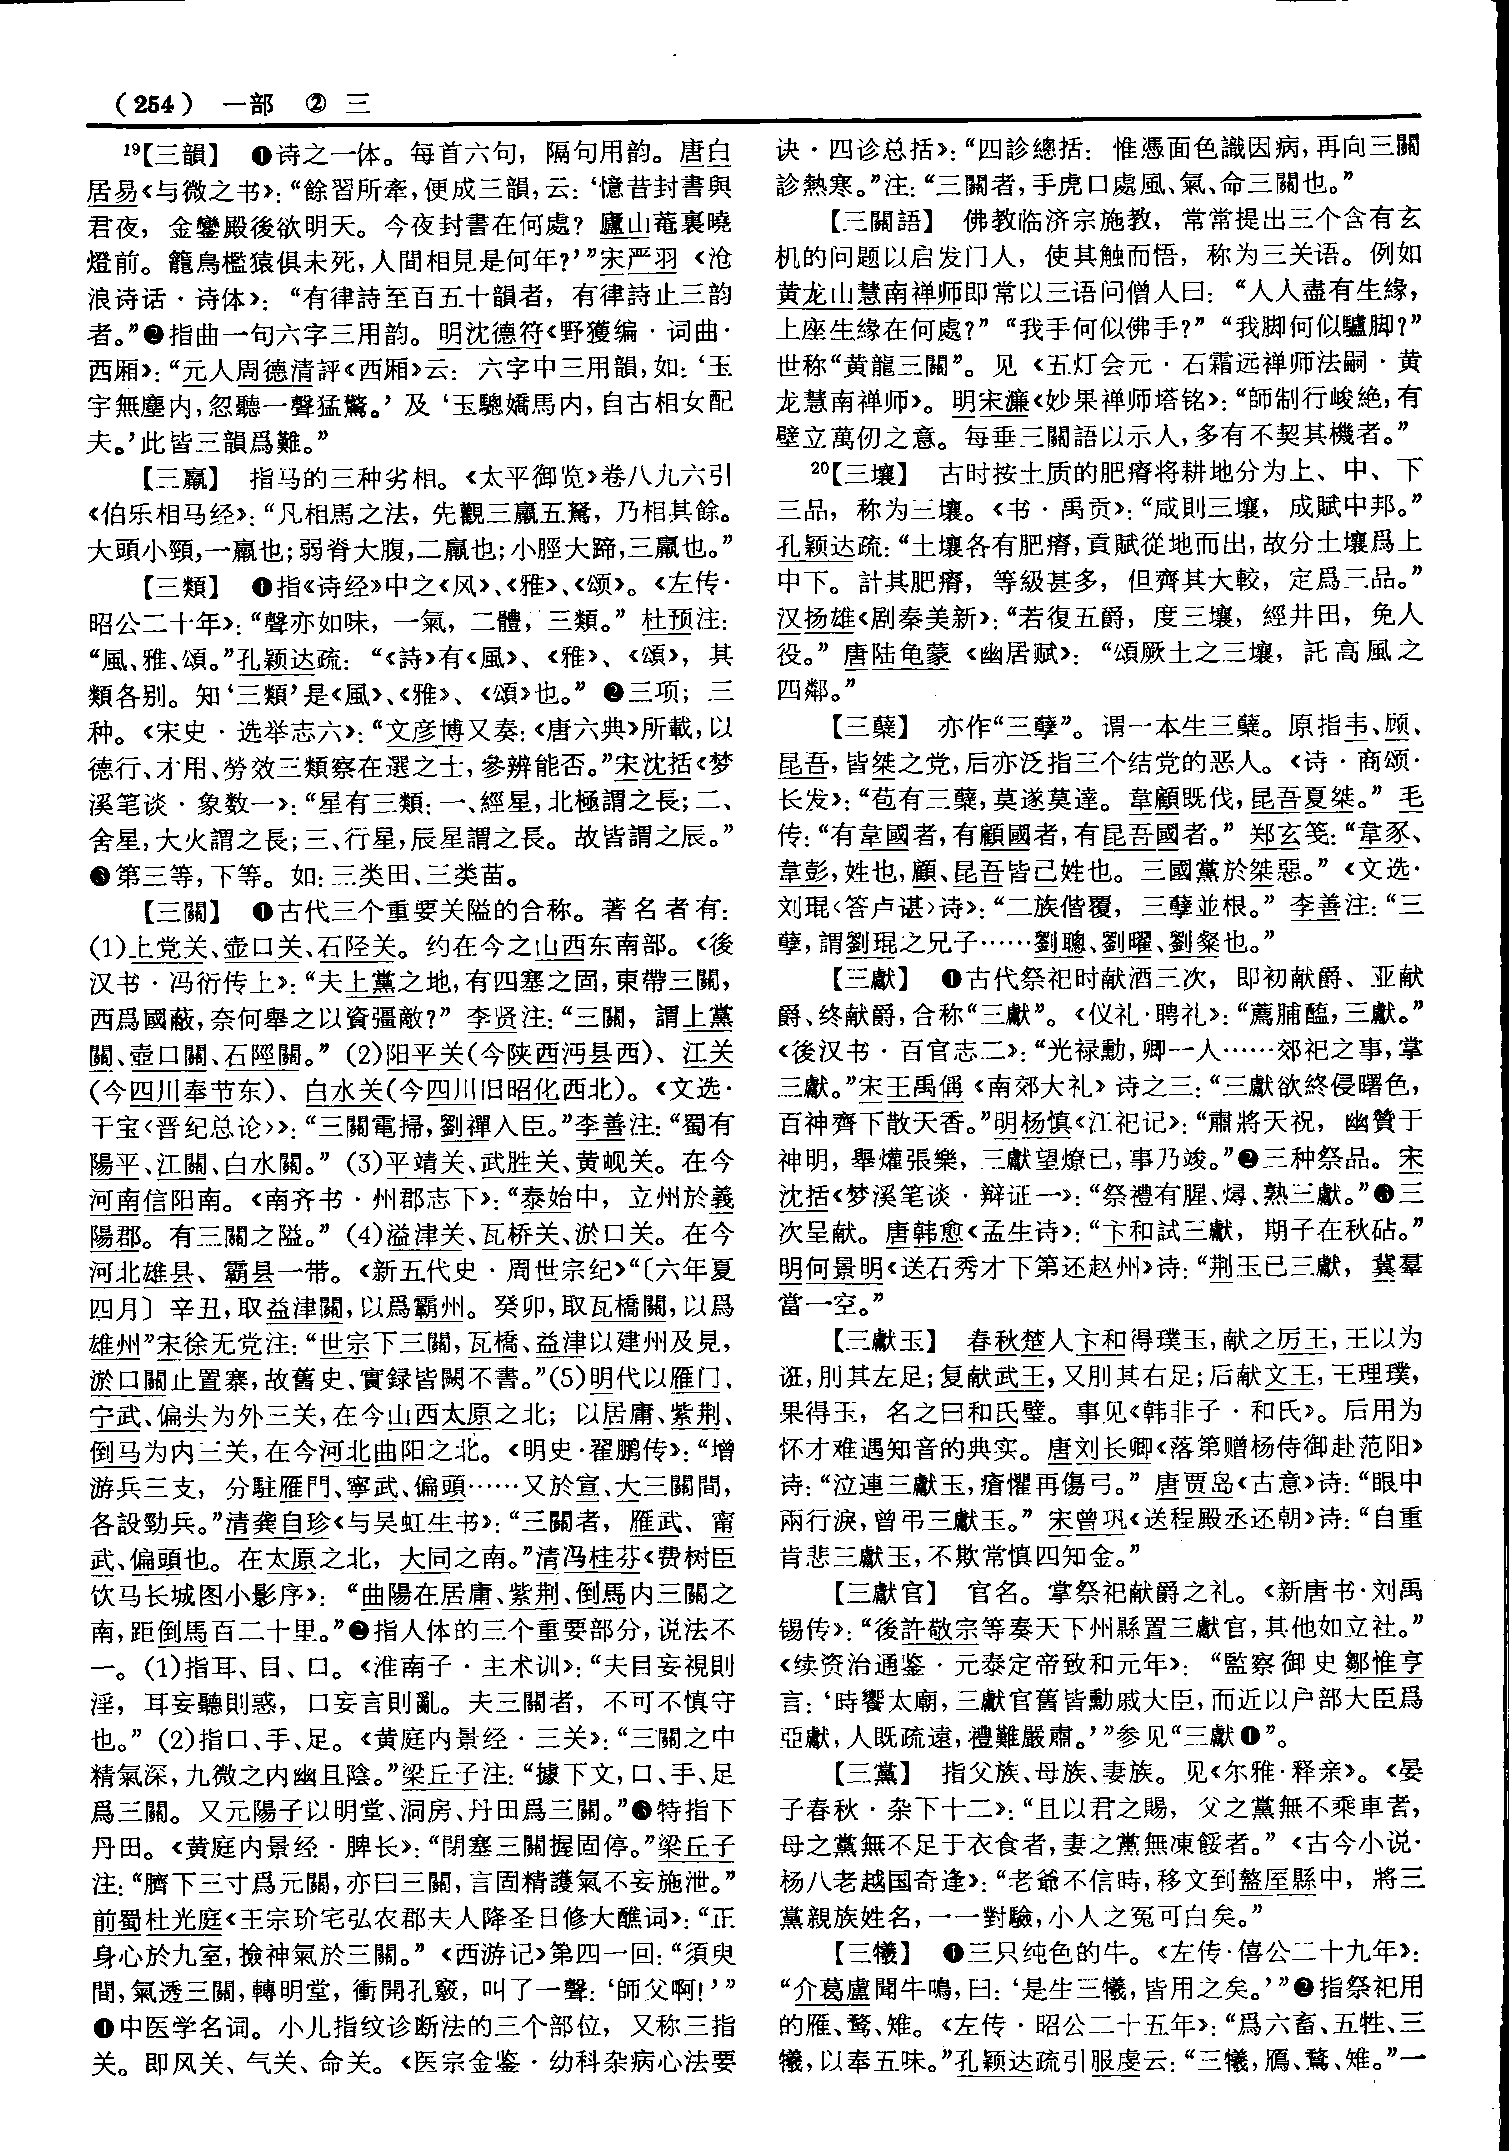 （254） 一部 ② 三
¹⁹【三韻】 ❶诗之一体。每首六句，隔句用韵。唐白
居易《与微之书》：“餘習所牽，便成三韻，云：‘憶昔封書與
君夜，金鑾殿後欲明天。今夜封書在何處？廬山菴裏曉
燈前。籠鳥檻猿俱未死，人間相見是何年？’”宋严羽《沧
浪诗话·诗体》：“有律詩至百五十韻者，有律詩止三韵
者。”❷指曲一句六字三用韵。明沈德符《野獲编·词曲·
西厢》：“元人周德清評《西厢》云：六字中三用韻，如：‘玉
宇無塵内，忽聽一聲猛驚。’及‘玉驄嬌馬内，自古相女配
夫。’此皆三韻爲難。”
【三羸】 指马的三种劣相。《太平御览》卷八九六引
《伯乐相马经》：“凡相馬之法，先觀三羸五駑，乃相其餘。
大頭小頸，一羸也；弱脊大腹，二羸也；小脛大蹄，三羸也。”
【三類】 ❶指《诗经》中之《风》、《雅》、《颂》。《左传·
昭公二十年》：“聲亦如味，一氣，二體，三類。”杜预注：
“風、雅、頌。”孔颖达疏：“《詩》有《風》、《雅》、《頌》，其
類各别。知‘三類’是《風》、《雅》、《頌》也。”❷三项；三
种。《宋史·选举志六》：“文彦博又奏：《唐六典》所載，以
德行、才用、勞效三類察在選之士，參辨能否。”宋沈括《梦
溪笔谈·象数一》：“星有三類：一、經星，北極謂之長；二、
舍星，大火謂之長；三、行星，辰星謂之長。故皆謂之辰。”
❸第三等，下等。如：三类田、三类苗。
【三關】 ❶古代三个重要关隘的合称。著名者有：
(1)上党关、壶口关、石陉关。约在今之山西东南部。《後
汉书·冯衍传上》：“夫上黨之地，有四塞之固，東帶三關，
西爲國蔽，奈何舉之以資彊敵？”李贤注：“三關，謂上黨
關、壺口關、石陘關。”(2)阳平关(今陕西沔县西)、江关
(今四川奉节东)、白水关(今四川旧昭化西北)。《文选·
干宝〈晋纪总论〉》：“三關電掃，劉禪入臣。”李善注：“蜀有
陽平、江關、白水關。”(3)平靖关、武胜关、黄岘关。在今
河南信阳南。《南齐书·州郡志下》：“泰始中，立州於義
陽郡。有三關之隘。”(4)溢津关、瓦桥关、淤口关。在今
河北雄县、霸县一带。《新五代史·周世宗纪》“〔六年夏
四月〕辛丑，取益津關，以爲霸州。癸卯，取瓦橋關，以爲
雄州”宋徐无党注：“世宗下三關，瓦橋、益津以建州及見，
淤口關止置寨，故舊史、實録皆闕不書。”(5)明代以雁门、
宁武、偏头为外三关，在今山西太原之北；以居庸、紫荆、
倒马为内三关，在今河北曲阳之北。《明史·翟鹏传》：“增
游兵三支，分駐雁門、寧武、偏頭……又於宣、大三關間，
各設勁兵。”清龚自珍《与吴虹生书》：“三關者，雁武、甯
武、偏頭也。在太原之北，大同之南。”清冯桂芬《费树臣
饮马长城图小影序》：“曲陽在居庸、紫荆、倒馬内三關之
南，距倒馬百二十里。”❷指人体的三个重要部分，说法不
一。(1)指耳、目、口。《淮南子·主术训》：“夫目妄視則
淫，耳妄聽則惑，口妄言則亂。夫三關者，不可不慎守
也。”(2)指口、手、足。《黄庭内景经·三关》：“三關之中
精氣深，九微之内幽且陰。”梁丘子注：“據下文，口、手、足
爲三關。又元陽子以明堂、洞房、丹田爲三關。”❸特指下
丹田。《黄庭内景经·脾长》：“閉塞三關握固停。”梁丘子
注：“臍下三寸爲元關，亦曰三關，言固精護氣不妄施泄。”
前蜀杜光庭《王宗玠宅弘农郡夫人降圣日修大醮词》：“正
身心於九室，撿神氣於三關。”《西游记》第四一回：“須臾
間，氣透三關，轉明堂，衝開孔竅，叫了一聲：‘師父啊！’”
❹中医学名词。小儿指纹诊断法的三个部位，又称三指
关。即风关、气关、命关。《医宗金鉴·幼科杂病心法要
诀·四诊总括》：“四診總括：惟憑面色識因病，再向三關
診熱寒。”注：“三關者，手虎口處風、氣、命三關也。”
【三關語】 佛教临济宗施教，常常提出三个含有玄
机的问题以启发门人，使其触而悟，称为三关语。例如
黄龙山慧南禅师即常以三语问僧人曰：“人人盡有生緣，
上座生緣在何處？”“我手何似佛手？”“我脚何似驢脚？”
世称“黄龍三關”。见《五灯会元·石霜远禅师法嗣·黄
龙慧南禅师》。明宋濂《妙果禅师塔铭》：“師制行峻絶，有
壁立萬仞之意。每垂三關語以示人，多有不契其機者。”
²⁰【三壤】 古时按土质的肥瘠将耕地分为上、中、下
三品，称为三壤。《书·禹贡》：“咸則三壤，成賦中邦。”
孔颖达疏：“土壤各有肥瘠，貢賦從地而出，故分土壤爲上
中下。計其肥瘠，等級甚多，但齊其大較，定爲三品。”
汉扬雄《剧秦美新》：“若復五爵，度三壤，經井田，免人
役。”唐陆龟蒙《幽居赋》：“頌厥土之三壤，託高風之
四鄰。”
【三蘖】 亦作“三孽”。谓一本生三蘖。原指韦、顾、
昆吾，皆桀之党，后亦泛指三个结党的恶人。《诗·商颂·
长发》：“苞有三蘖，莫遂莫達。韋顧既伐，昆吾夏桀。”毛
传：“有韋國者，有顧國者，有昆吾國者。”郑玄笺：“韋豕、
韋彭，姓也，顧、昆吾皆己姓也。三國黨於桀惡。”《文选·
刘琨〈答卢谌〉诗》：“二族偕覆，三孽並根。”李善注：“三
孽，謂劉琨之兄子……劉聰、劉曜、劉粲也。”
【三獻】 ❶古代祭祀时献酒三次，即初献爵、亚献
爵、终献爵，合称“三獻”。《仪礼·聘礼》：“薦脯醢，三獻。”
《後汉书·百官志二》：“光禄勳，卿一人……郊祀之事，掌
三獻。”宋王禹偁《南郊大礼》诗之三：“三獻欲終侵曙色，
百神齊下散天香。”明杨慎《江祀记》：“肅將天祝，幽贊于
神明，舉爟張樂，三獻望燎已，事乃竣。”❷三种祭品。宋
沈括《梦溪笔谈·辩证一》：“祭禮有腥、燖、熟三獻。”❸三
次呈献。唐韩愈《孟生诗》：“卞和試三獻，期子在秋砧。”
明何景明《送石秀才下第还赵州》诗：“荆玉已三獻，冀羣
當一空。”
【三獻玉】 春秋楚人卞和得璞玉，献之厉王，王以为
诳，刖其左足；复献武王，又刖其右足；后献文王，王理璞，
果得玉，名之曰和氏璧。事见《韩非子·和氏》。后用为
怀才难遇知音的典实。唐刘长卿《落第赠杨侍御赴范阳》
诗：“泣連三獻玉，瘡懼再傷弓。”唐贾岛《古意》诗：“眼中
兩行淚，曾弔三獻玉。”宋曾巩《送程殿丞还朝》诗：“自重
肯悲三獻玉，不欺常慎四知金。”
【三獻官】 官名。掌祭祀献爵之礼。《新唐书·刘禹
锡传》：“後許敬宗等奏天下州縣置三獻官，其他如立社。”
《续资治通鉴·元泰定帝致和元年》：“監察御史鄒惟亨
言：‘時饗太廟，三獻官舊皆勳戚大臣，而近以户部大臣爲
亞獻，人既疏遠，禮難嚴肅。’”参见“三獻❶”。
【三黨】 指父族、母族、妻族。见《尔雅·释亲》。《晏
子春秋·杂下十二》：“且以君之賜，父之黨無不乘車者，
母之黨無不足于衣食者，妻之黨無凍餒者。”《古今小说·
杨八老越国奇逢》：“老爺不信時，移文到盩厔縣中，將三
黨親族姓名，一一對驗，小人之冤可白矣。”
【三犧】 ❶三只纯色的牛。《左传·僖公二十九年》：
“介葛盧聞牛鳴，曰：‘是生三犧，皆用之矣。’”❷指祭祀用
的雁、鹜、雉。《左传·昭公二十五年》：“爲六畜、五牲、三
犧，以奉五味。”孔颖达疏引服虔云：“三犧，鴈、鶩、雉。”一